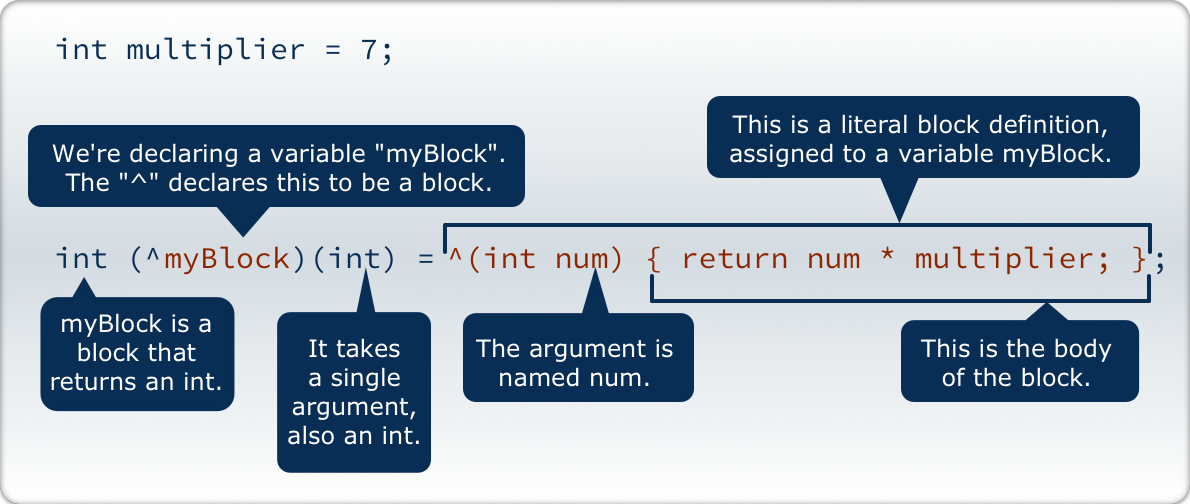 int multiplier = 7;
This is a literal block definition,
assigned to a variable myBlock.
We're declaring a variable "myBlock".
The "^" declares this to be a block.
int (^myBlock)(int) = ^(int num) { return num * multiplier; };
myBlock is a
block that
returns an int.
It takes
a single
argument,
also an int.
The argument is
named num.
This is the body
of the block.